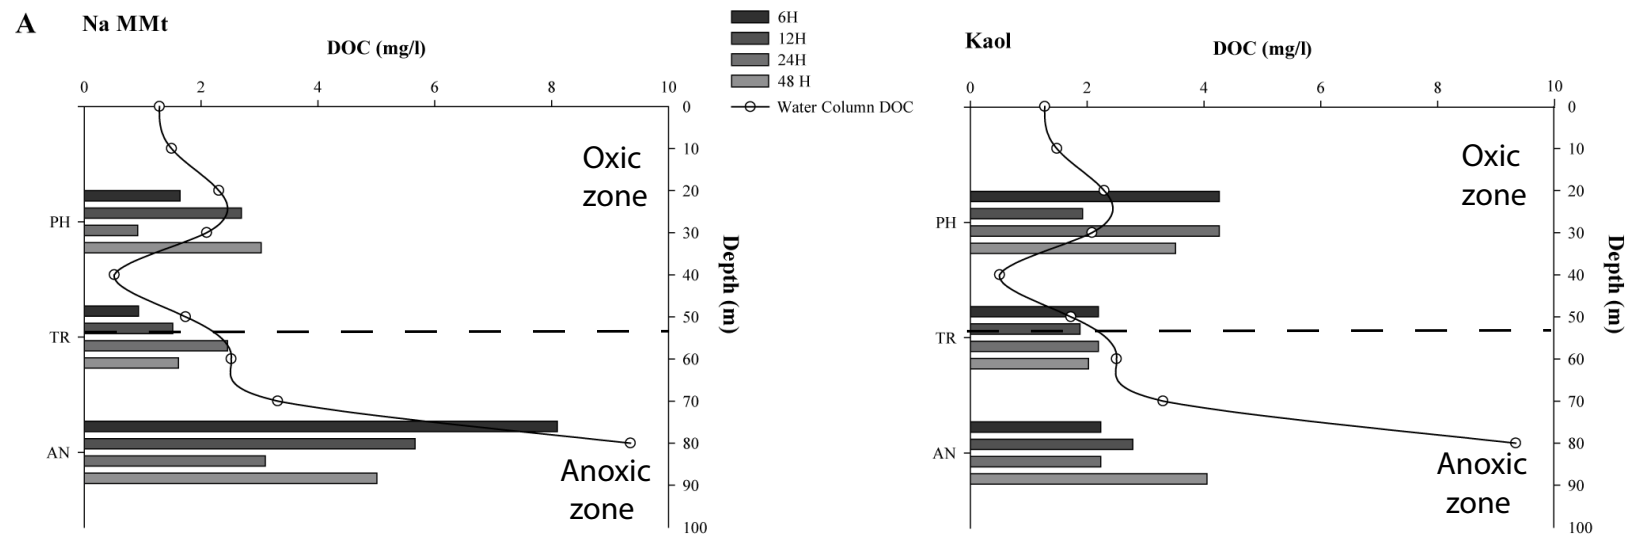 A
Na MMt
DOC (mg/l)
0 2 4 6 8 10
0
10
20
30
40
50
60
70
80
90
100
Depth (m)
PH
TR
AN
Oxic
zone
Anoxic
zone
6H
12H
24H
48 H
Water Column DOC
Kaol
DOC (mg/l)
0 2 4 6 8 10
0
10
20
30
40
50
60
70
80
90
100
Depth (m)
PH
TR
AN
Oxic
zone
Anoxic
zone